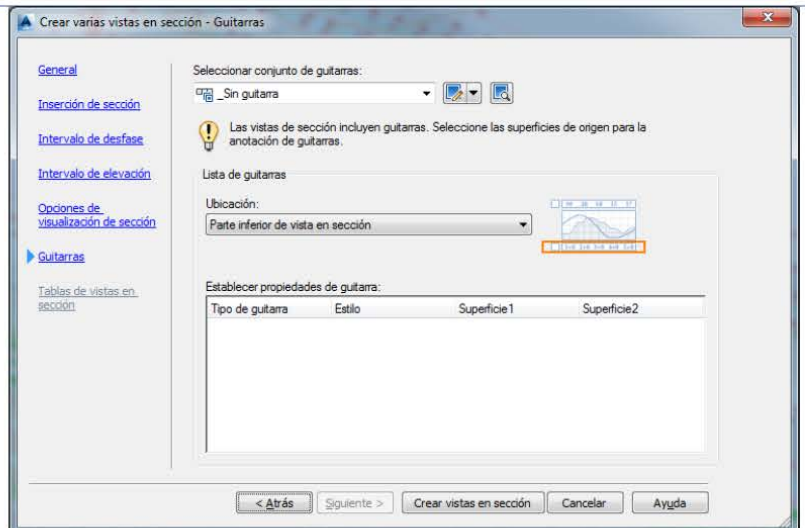 Crear varias vistas en sección - Guitarras
General
Inserción de sección
Intervalo de desfase
Intervalo de elevación
Opciones de
visualización de sección
Guitarras
Tablas de vistas en
sección
Seleccionar conjunto de guitarras:
_Sin guitarra
Las vistas de sección incluyen guitarras. Seleccione las superficies de origen para la
anotación de guitarras.
Lista de guitarras
Ubicación:
Parte inferior de vista en sección
Establecer propiedades de guitarra:
Tipo de guitarra Estilo Superficie1 Superficie2
< Atrás Siguiente > Crear vistas en sección Cancelar Ayuda